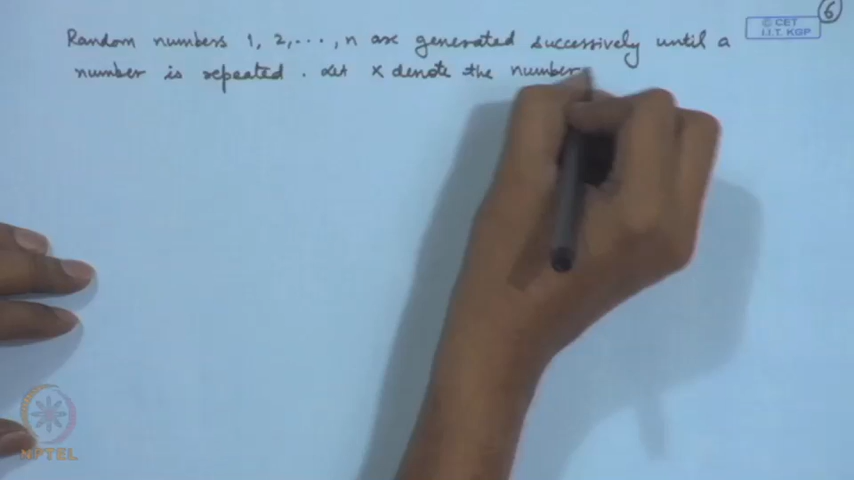 6
© CET
I.I.T. KGP
Random numbers 1, 2, ..., n are generated successively until a
number is repeated. Let X denote the number
NPTEL